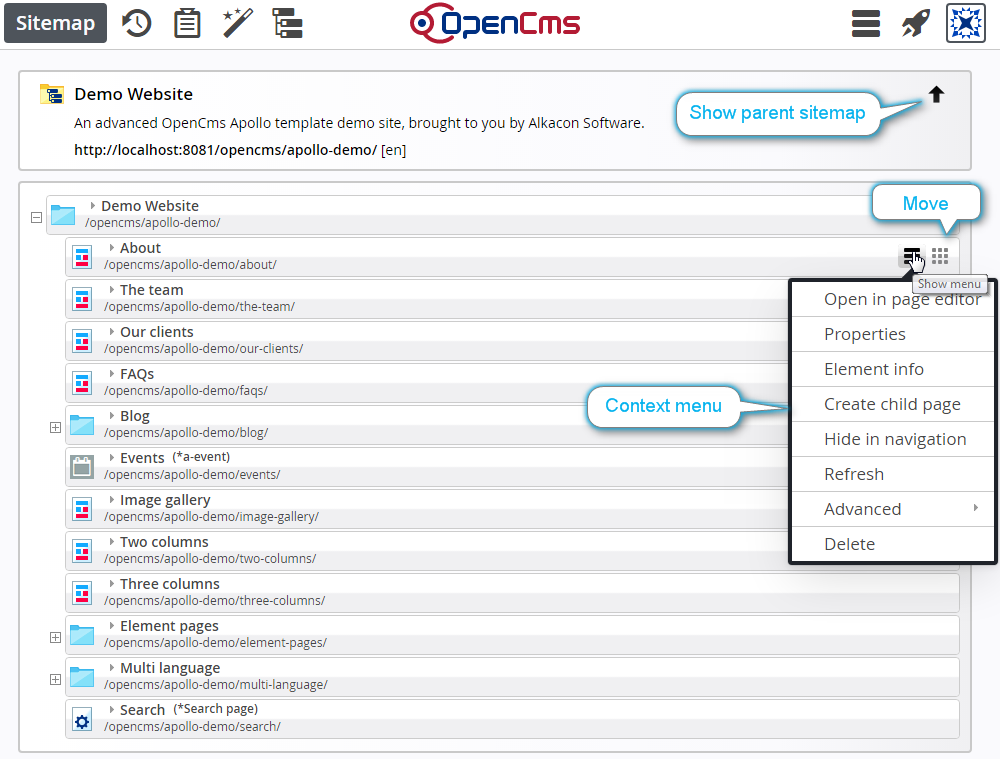 Sitemap
OpenCms
Demo Website
An advanced OpenCms Apollo template demo site, brought to you by Alkacon Software.
http://localhost:8081/opencms/apollo-demo/ [en]
Show parent sitemap
Demo Website
/opencms/apollo-demo/
Move
About
/opencms/apollo-demo/about/
Show menu
The team
/opencms/apollo-demo/the-team/
Our clients
/opencms/apollo-demo/our-clients/
FAQs
/opencms/apollo-demo/faqs/
Blog
/opencms/apollo-demo/blog/
Events (*a-event)
/opencms/apollo-demo/events/
Image gallery
/opencms/apollo-demo/image-gallery/
Two columns
/opencms/apollo-demo/two-columns/
Three columns
/opencms/apollo-demo/three-columns/
Element pages
/opencms/apollo-demo/element-pages/
Multi language
/opencms/apollo-demo/multi-language/
Search (*Search page)
/opencms/apollo-demo/search/
Context menu
Open in page editor
Properties
Element info
Create child page
Hide in navigation
Refresh
Advanced
Delete